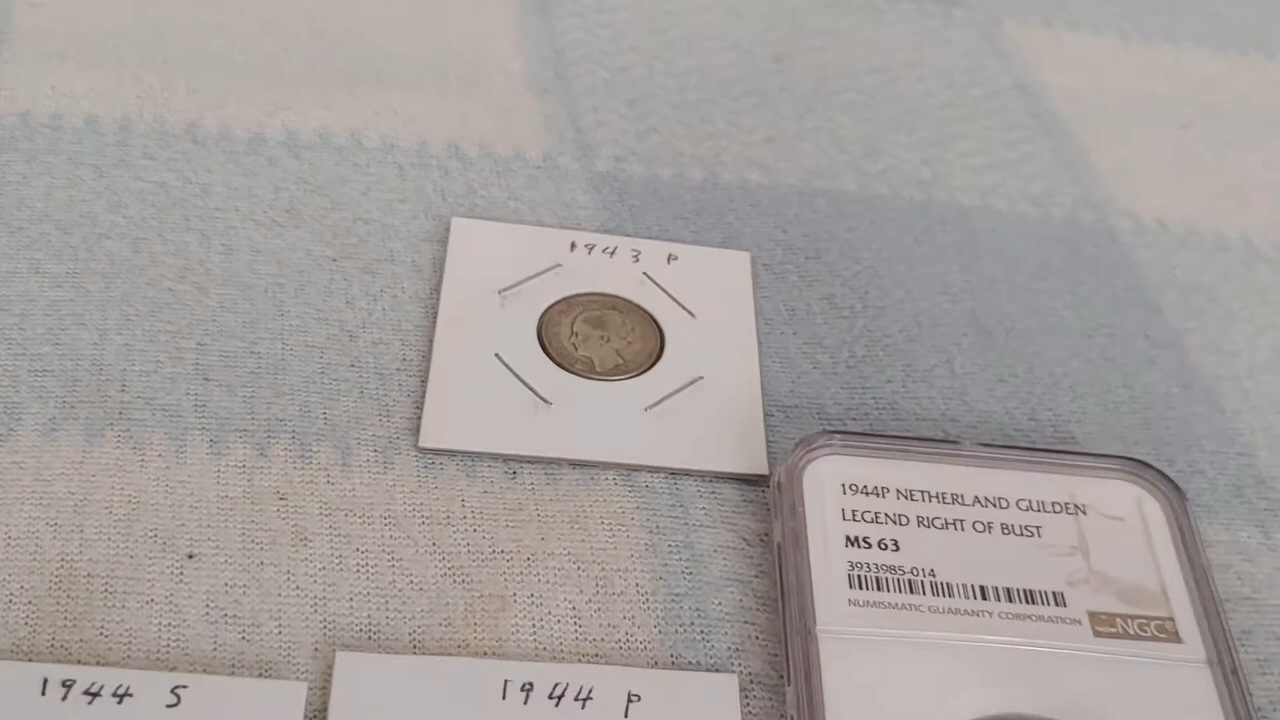 1943 P
1944P NETHERLAND GULDEN
LEGEND RIGHT OF BUST
MS 63
3933985-014
NUMISMATIC GUARANTY CORPORATION
NGC
1944 S
1944 P